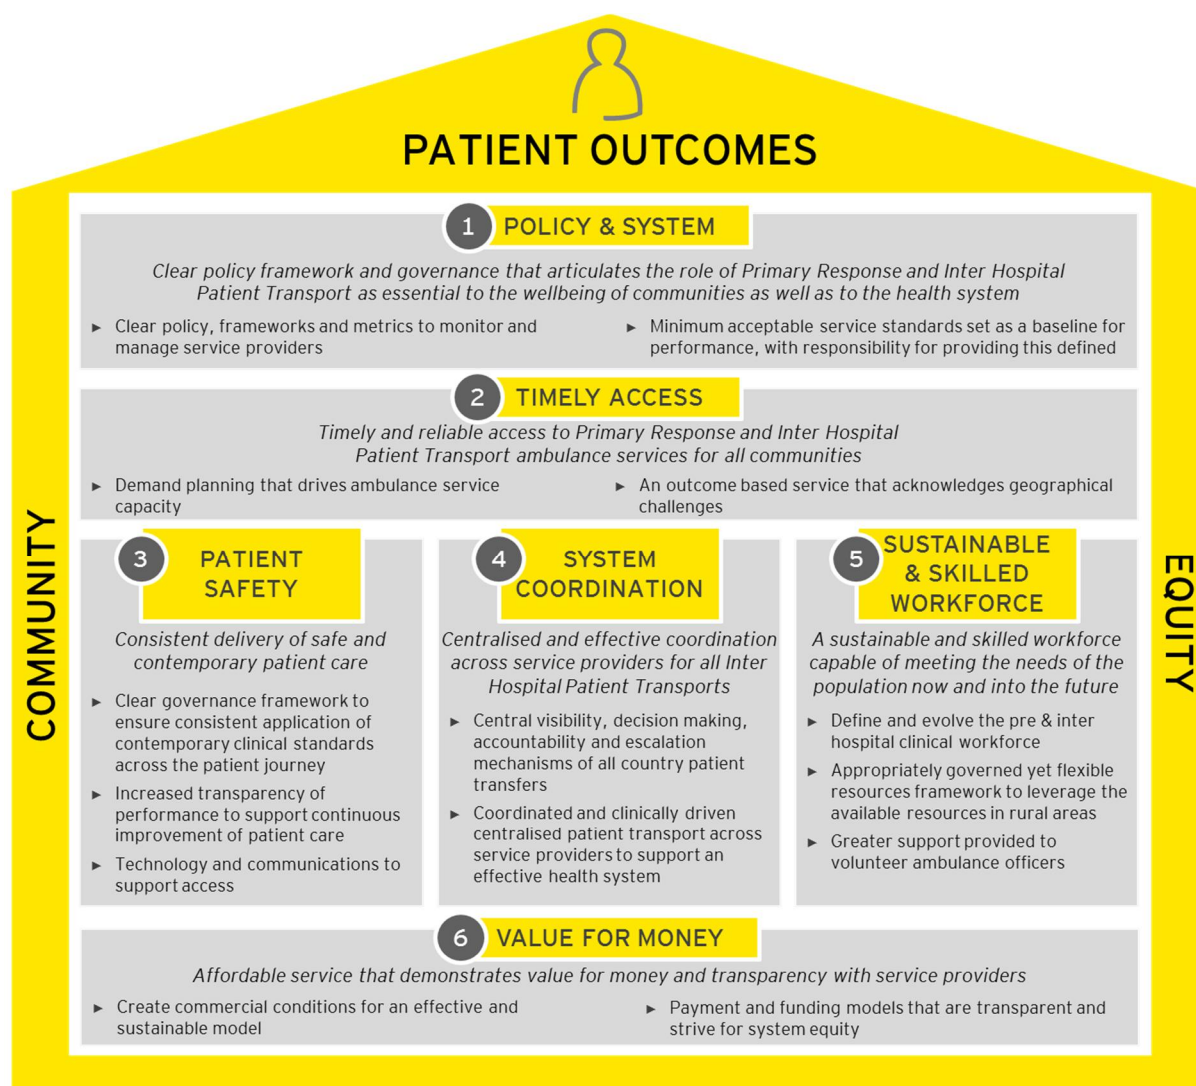 PATIENT OUTCOMES
COMMUNITY
EQUITY
1 POLICY & SYSTEM
Clear policy framework and governance that articulates the role of Primary Response and Inter Hospital
Patient Transport as essential to the wellbeing of communities as well as to the health system
► Clear policy, frameworks and metrics to monitor and
manage service providers
► Minimum acceptable service standards set as a baseline for
performance, with responsibility for providing this defined
2 TIMELY ACCESS
Timely and reliable access to Primary Response and Inter Hospital
Patient Transport ambulance services for all communities
► Demand planning that drives ambulance service
capacity
► An outcome based service that acknowledges geographical
challenges
3 PATIENT
SAFETY
Consistent delivery of safe and
contemporary patient care
► Clear governance framework to
ensure consistent application of
contemporary clinical standards
across the patient journey
► Increased transparency of
performance to support continuous
improvement of patient care
► Technology and communications to
support access
4 SYSTEM
COORDINATION
Centralised and effective coordination
across service providers for all Inter
Hospital Patient Transports
► Central visibility, decision making,
accountability and escalation
mechanisms of all country patient
transfers
► Coordinated and clinically driven
centralised patient transport across
service providers to support an
effective health system
5 SUSTAINABLE
& SKILLED
WORKFORCE
A sustainable and skilled workforce
capable of meeting the needs of the
population now and into the future
► Define and evolve the pre & inter
hospital clinical workforce
► Appropriately governed yet flexible
resources framework to leverage the
available resources in rural areas
► Greater support provided to
volunteer ambulance officers
6 VALUE FOR MONEY
Affordable service that demonstrates value for money and transparency with service providers
► Create commercial conditions for an effective and
sustainable model
► Payment and funding models that are transparent and
strive for system equity